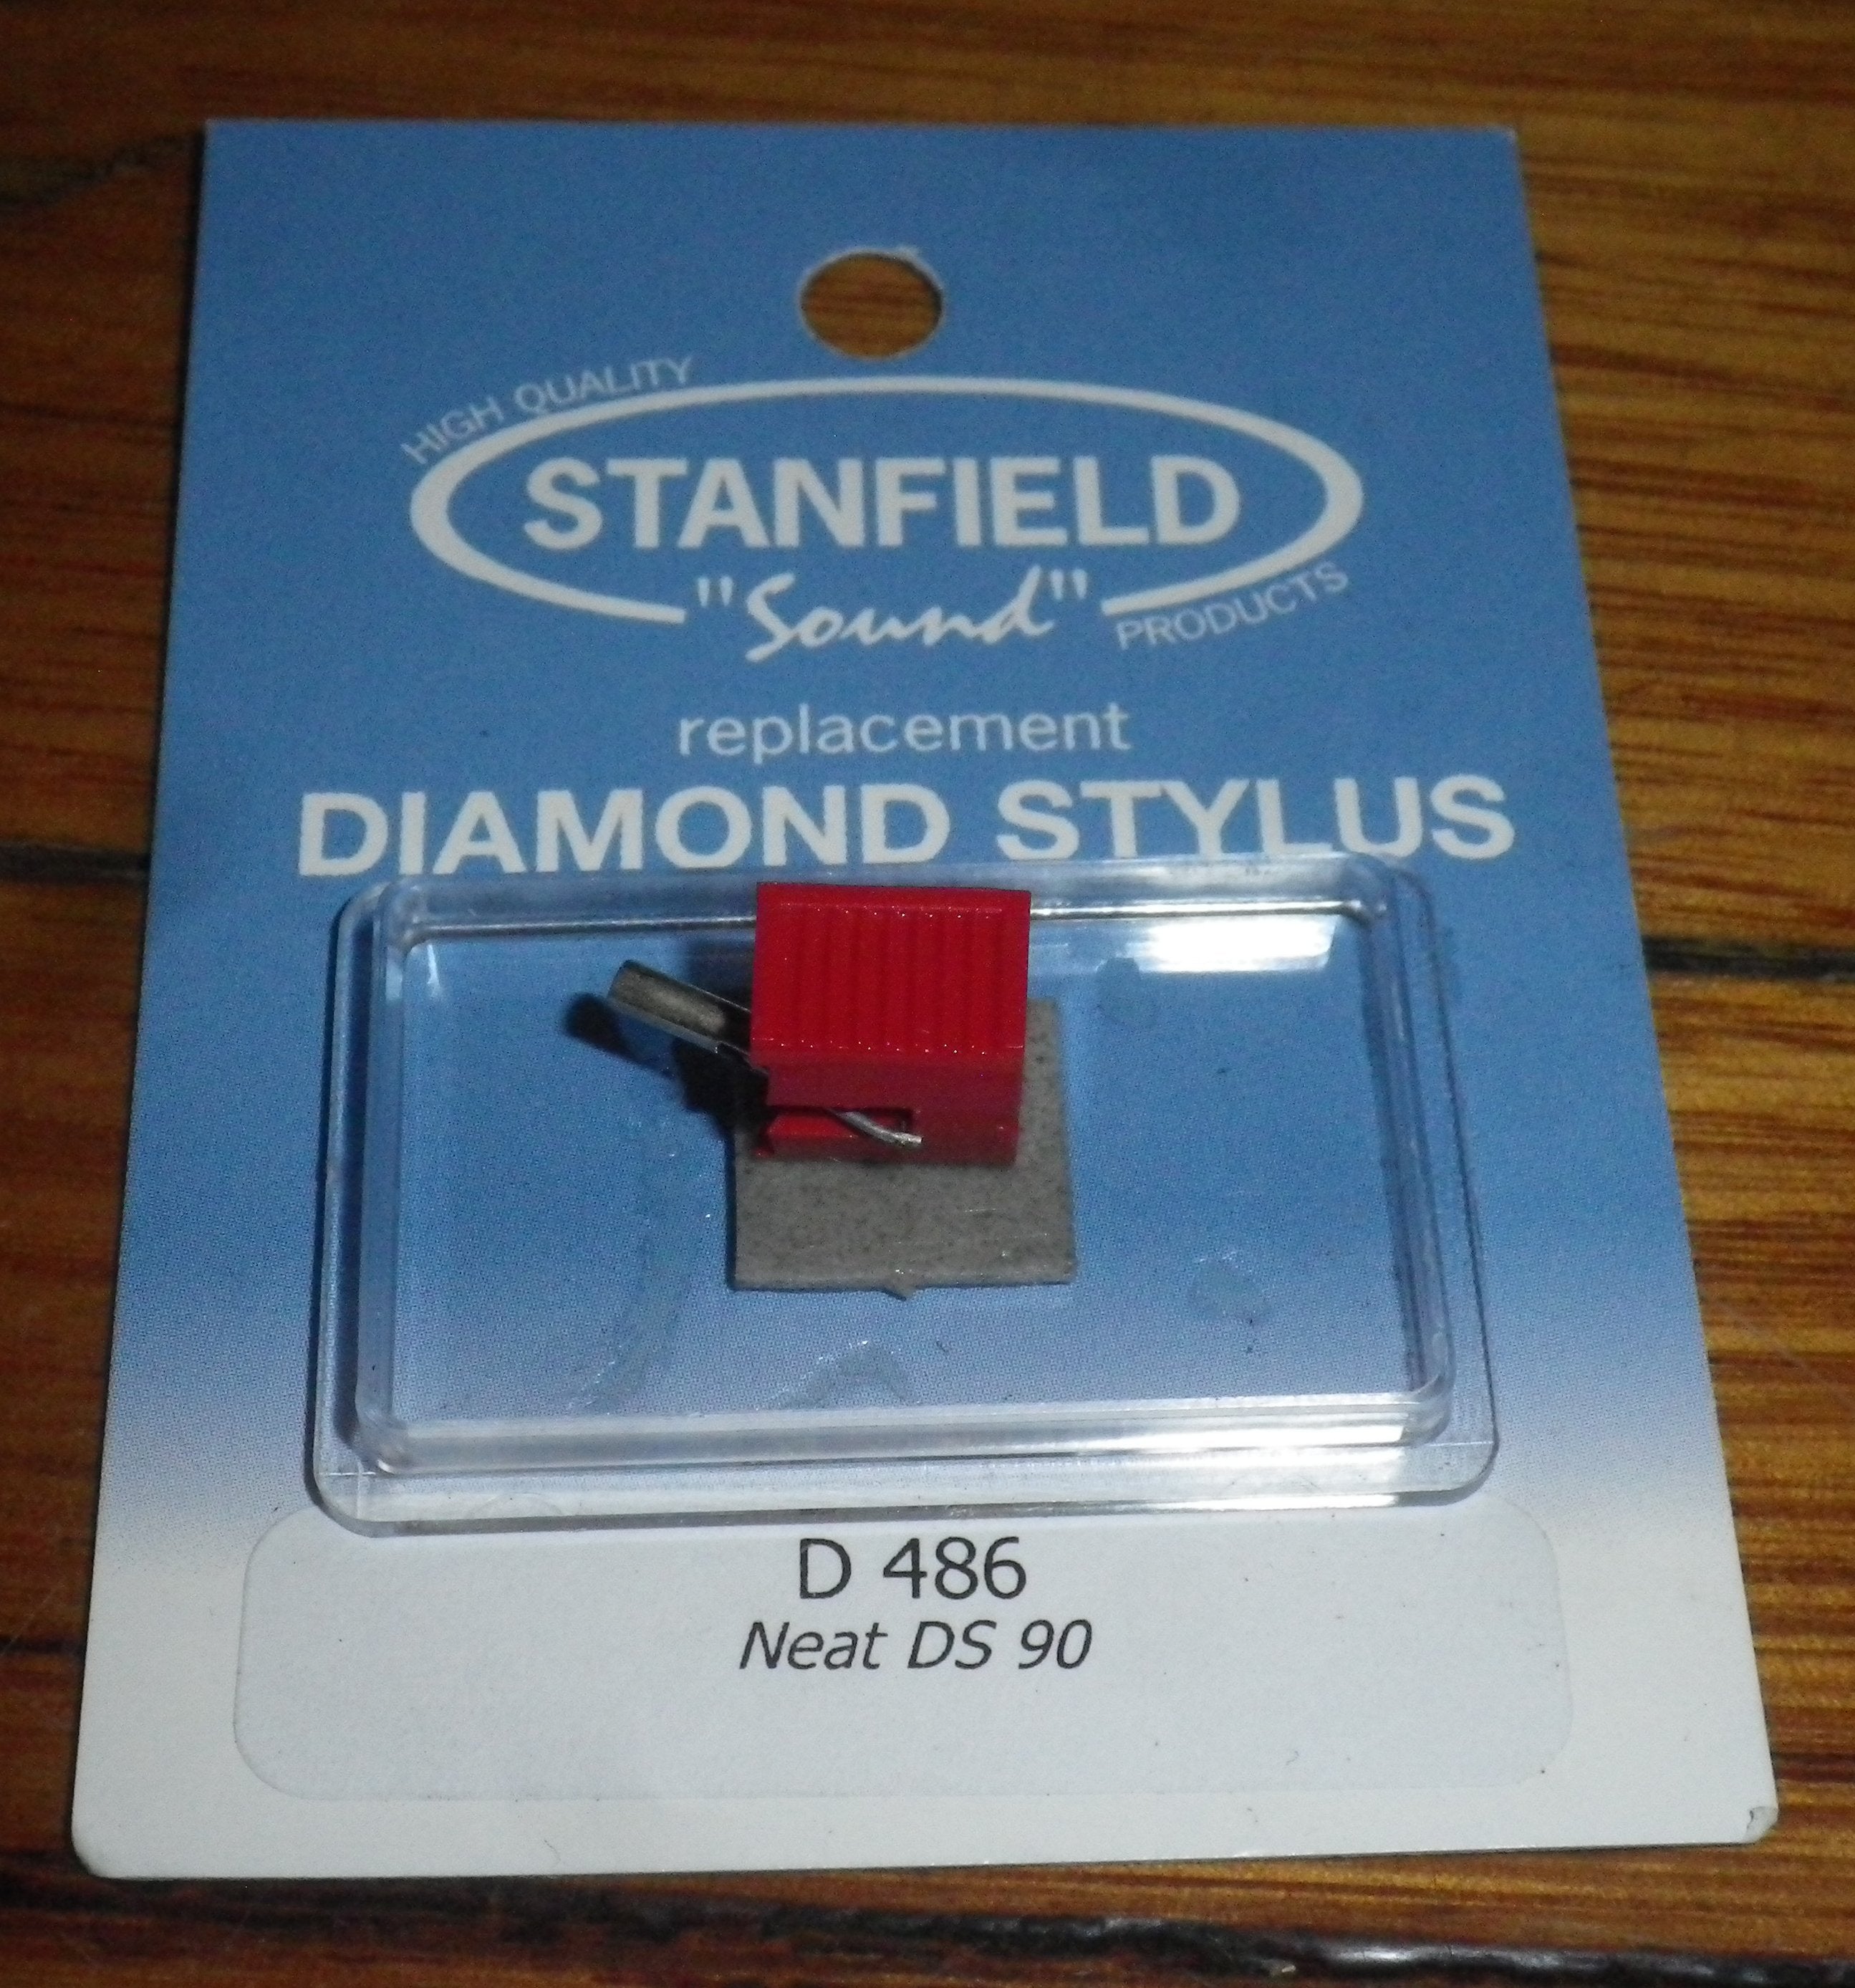 HIGH QUALITY
STANFIELD
"Sound"
PRODUCTS
replacement
DIAMOND STYLUS
D 486
Neat DS 90